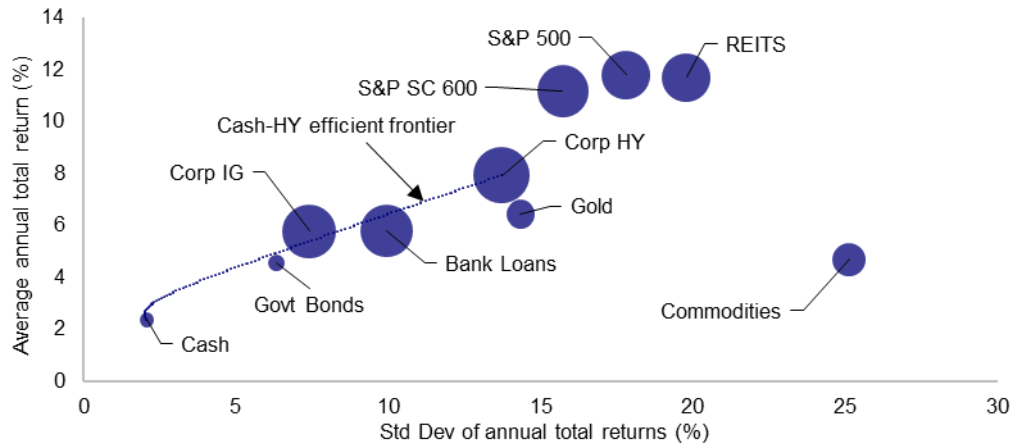 14
12
10
8
6
4
2
0
Average annual total return (%)
S&P 500
REITS
S&P SC 600
Cash-HY efficient frontier
Corp HY
Corp IG
Gold
Bank Loans
Govt Bonds
Commodities
Cash
0 5 10 15 20 25 30
Std Dev of annual total returns (%)